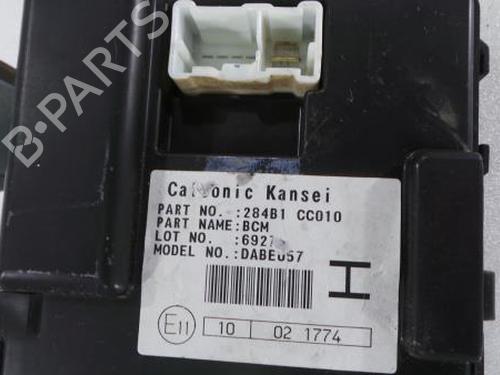 B-PARTS
Calsonic Kansei
PART NO. :284B1 CC010
PART NAME:BCM
LOT NO. :6927
MODEL NO.:DABE057
H
E11
10 02 1774